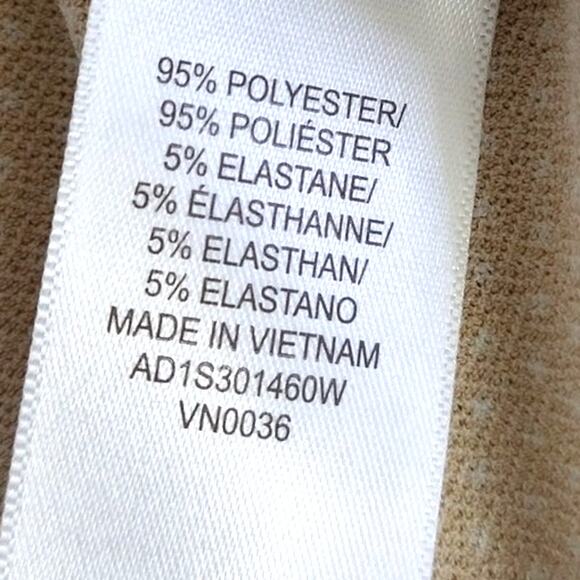 95% POLYESTER/
95% POLIÉSTER
5% ELASTANE/
5% ÉLASTHANNE/
5% ELASTHAN/
5% ELASTANO
MADE IN VIETNAM
AD1S301460W
VN0036